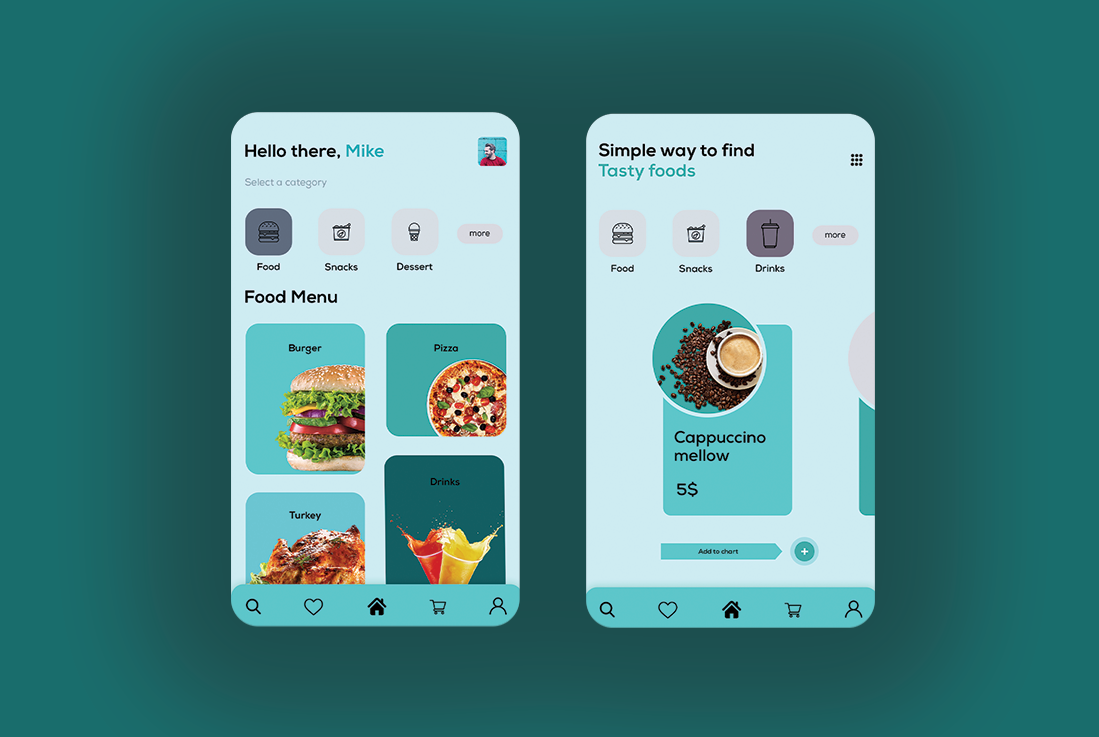 Hello there, Mike
Select a category
Food
Snacks
Dessert
more
Food Menu
Burger
Pizza
Turkey
Drinks
Simple way to find
Tasty foods
Food
Snacks
Drinks
more
Cappuccino
mellow
5$
Add to chart